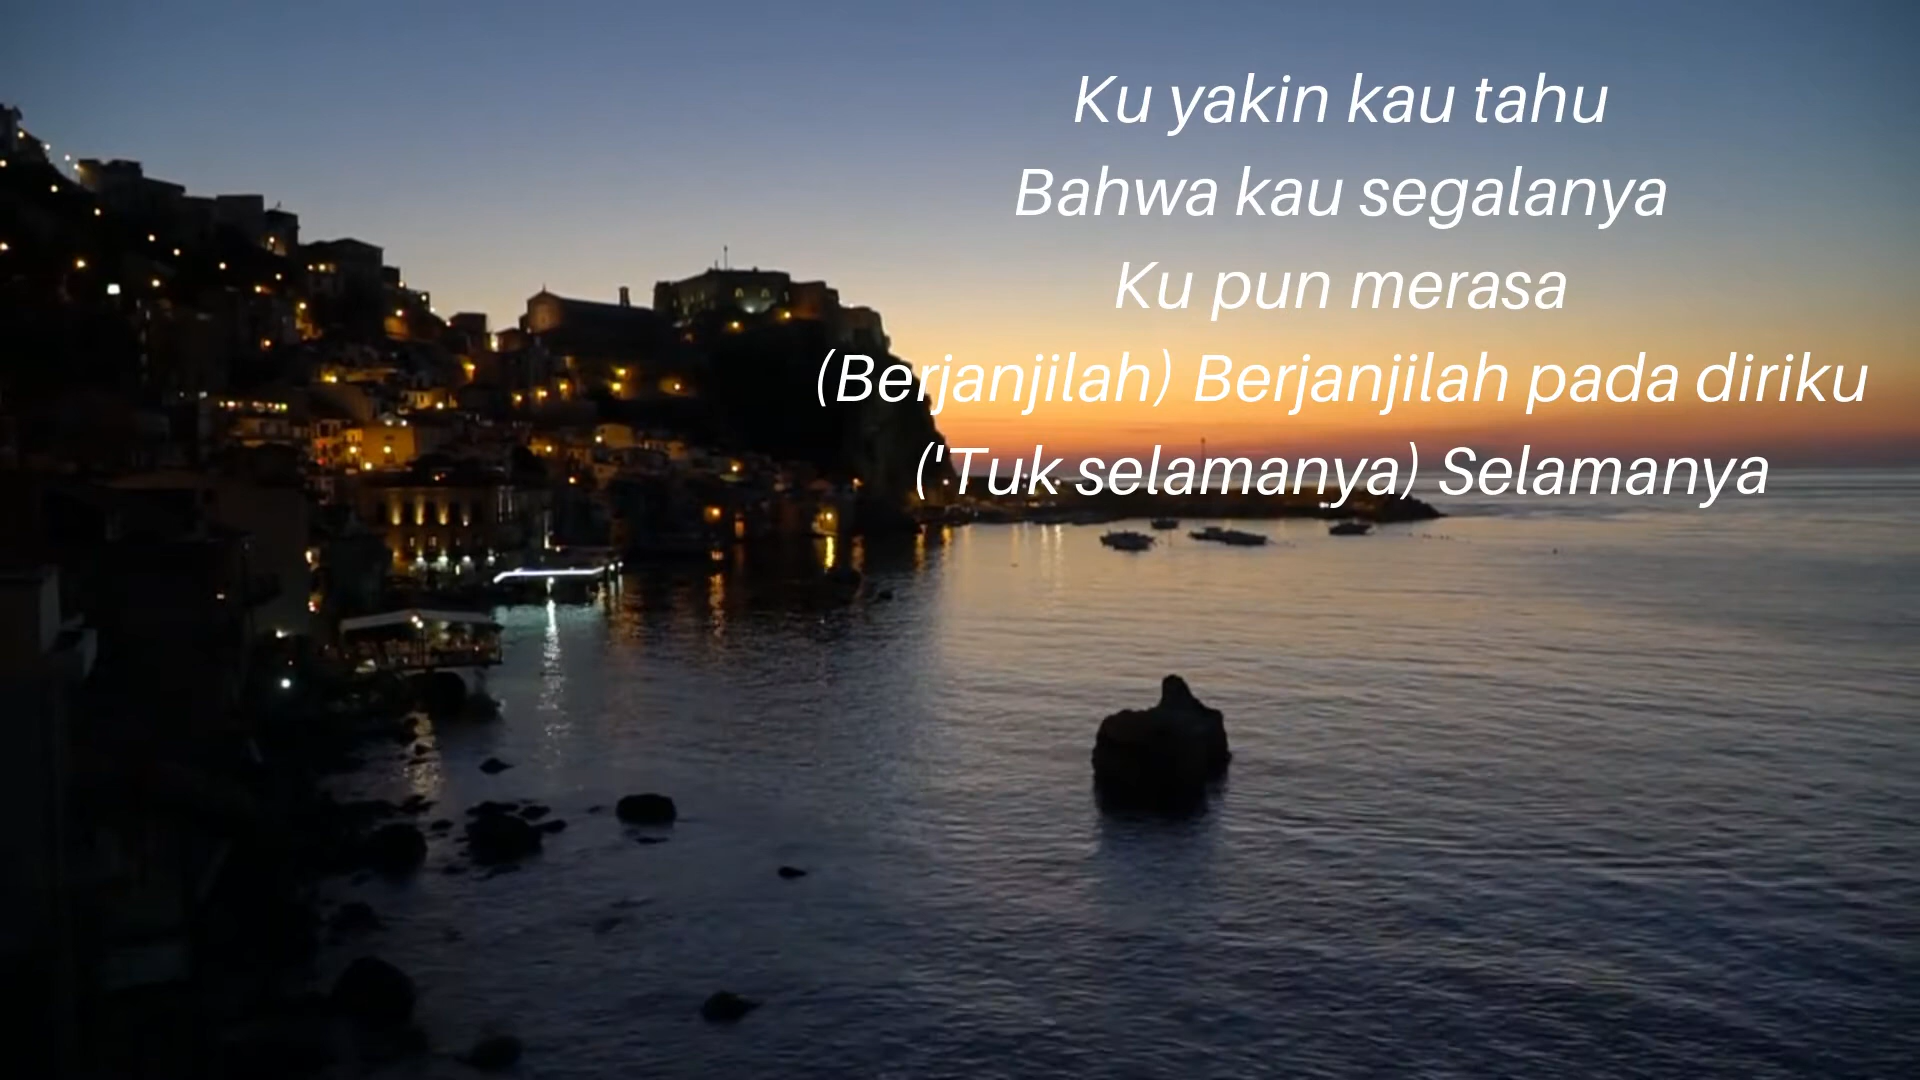 Ku yakin kau tahu
Bahwa kau segalanya
Ku pun merasa
(Berjanjilah) Berjanjilah pada diriku
('Tuk selamanya) Selamanya